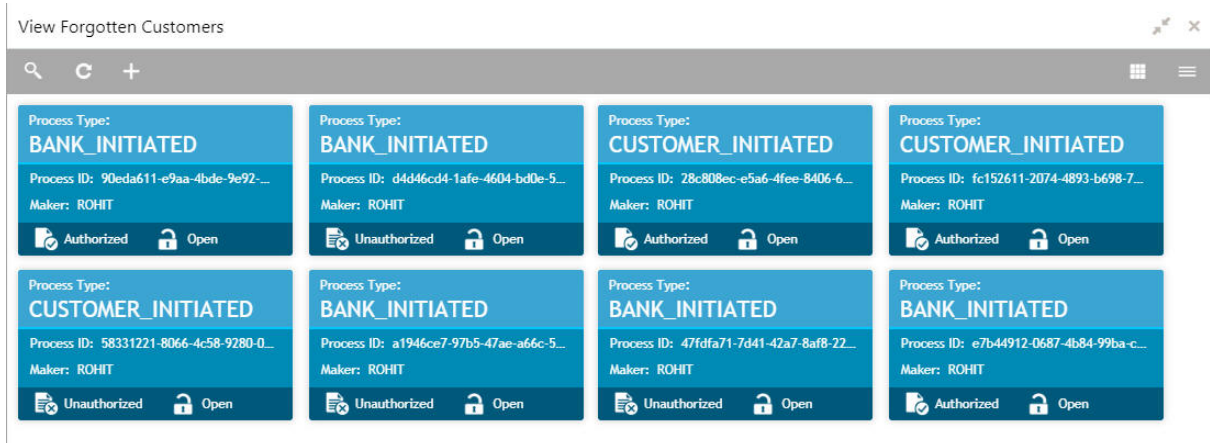 View Forgotten Customers
Process Type:
BANK_INITIATED
Process ID: 90eda611-e9aa-4bde-9e92-...
Maker: ROHIT
Authorized Open
Process Type:
BANK_INITIATED
Process ID: d4d46cd4-1afe-4604-bd0e-5...
Maker: ROHIT
Unauthorized Open
Process Type:
CUSTOMER_INITIATED
Process ID: 28c808ec-e5a6-4fee-8406-6...
Maker: ROHIT
Authorized Open
Process Type:
CUSTOMER_INITIATED
Process ID: fc152611-2074-4893-b698-7...
Maker: ROHIT
Authorized Open
Process Type:
CUSTOMER_INITIATED
Process ID: 58331221-8066-4c58-9280-0...
Maker: ROHIT
Unauthorized Open
Process Type:
BANK_INITIATED
Process ID: a1946ce7-97b5-47ae-a66c-5...
Maker: ROHIT
Unauthorized Open
Process Type:
BANK_INITIATED
Process ID: 47fdfa71-7d41-42a7-8af8-22...
Maker: ROHIT
Unauthorized Open
Process Type:
BANK_INITIATED
Process ID: e7b44912-0687-4b84-99ba-c...
Maker: ROHIT
Authorized Open